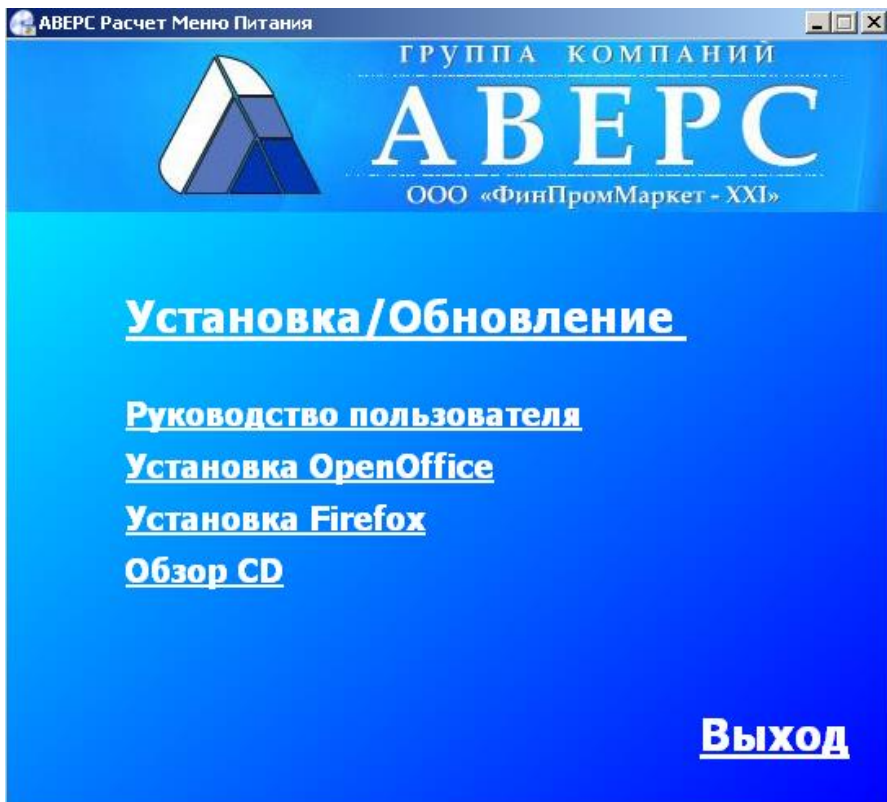 АВЕРС Расчет Меню Питания
ГРУППА КОМПАНИЙ
АВЕРС
ООО «ФинПромМаркет - XXI»
Установка/Обновление
Руководство пользователя
Установка OpenOffice
Установка Firefox
Обзор CD
Выход